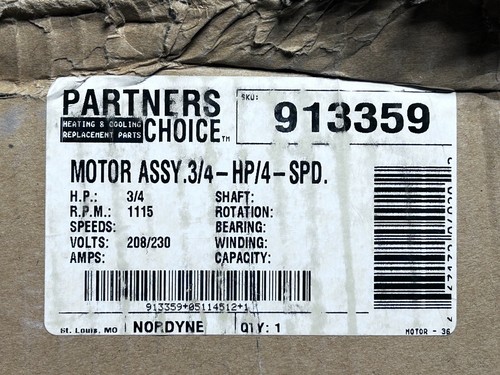 PARTNERS
HEATING & COOLING
REPLACEMENT PARTS
CHOICE™
SKU:
913359
MOTOR ASSY.3/4-HP/4-SPD.
H.P.: 3/4 SHAFT:
R.P.M.: 1115 ROTATION:
SPEEDS: BEARING:
VOLTS: 208/230 WINDING:
AMPS: CAPACITY:
913359+05114512+1
St. Louis, MO NORDYNE QTY: 1
MOTOR - 36